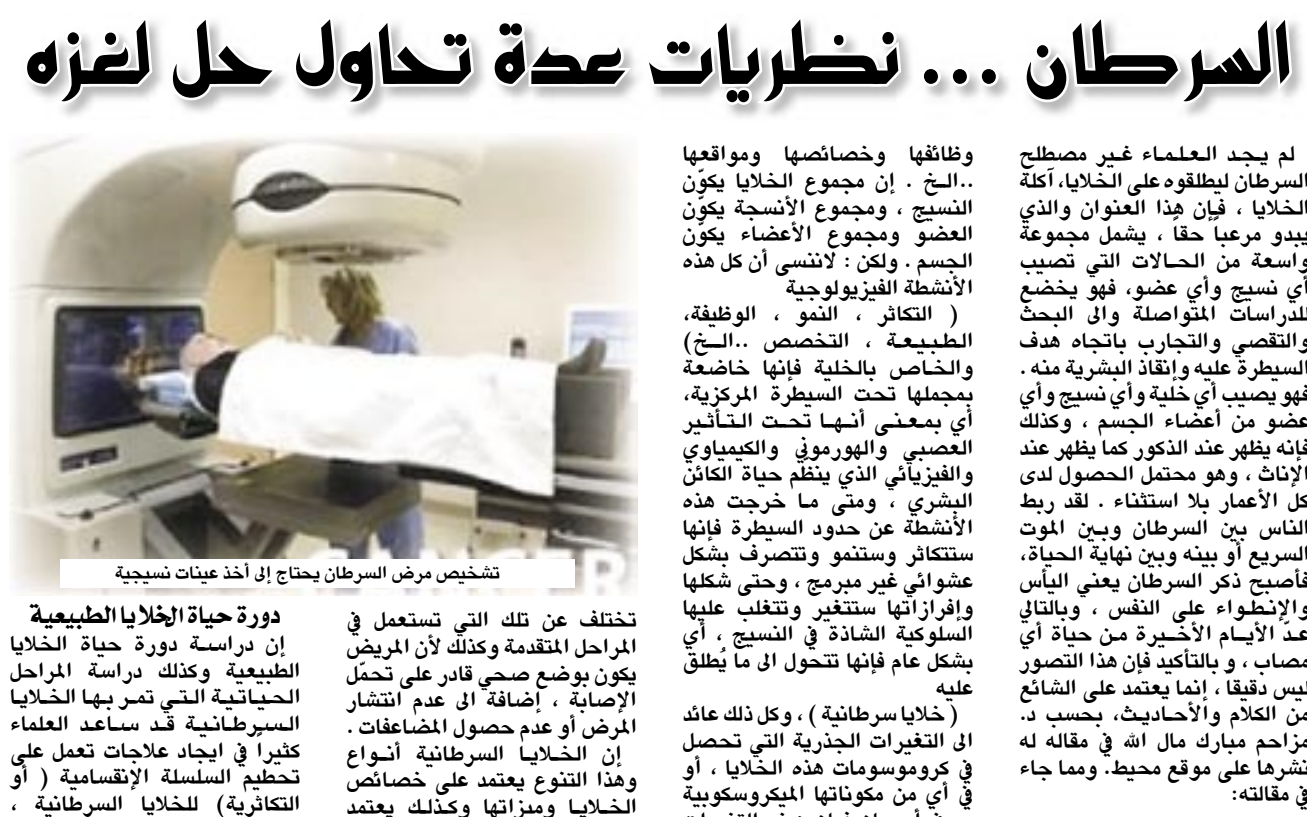 السرطان ... نظريات عدة تحاول حل لغزه
لم يجد العلماء غير مصطلح
السرطان ليطلقوه على الخلايا، آكلة
الخلايا ، فإن هذا العنوان والذي
يبدو مرعباً حقاً ، يشمل مجموعة
واسعة من الحالات التي تصيب
أي نسيج وأي عضو، فهو يخضع
للدراسات المتواصلة والى البحث
والتقصي والتجارب باتجاه هدف
السيطرة عليه وإنقاذ البشرية منه .
فهو يصيب أي خلية وأي نسيج وأي
عضو من أعضاء الجسم ، وكذلك
فإنه يظهر عند الذكور كما يظهر عند
الإناث ، وهو محتمل الحصول لدى
كل الأعمار بلا استثناء . لقد ربط
الناس بين السرطان وبين الموت
السريع أو بينه وبين نهاية الحياة،
فأصبح ذكر السرطان يعني اليأس
والإنطواء على النفس ، وبالتالي
عدّ الأيام الأخيرة من حياة أي
مصاب ، و بالتأكيد فإن هذا التصور
ليس دقيقاً ، إنما يعتمد على الشائع
من الكلام والأحاديث، بحسب د.
مزاحم مبارك مال الله في مقاله له
نشرها على موقع محيط. ومما جاء
في مقالته:
وظائفها وخصائصها ومواقعها
..الخ . إن مجموع الخلايا يكوّن
النسيج ، ومجموع الأنسجة يكوّن
العضو ومجموع الأعضاء يكوّن
الجسم . ولكن : لاننسى أن كل هذه
الأنشطة الفيزيولوجية
( التكاثر ، النمو ، الوظيفة،
الطبيعة ، التخصص ..الخ)
والخاص بالخلية فإنها خاضعة
بمجملها تحت السيطرة المركزية،
أي بمعنى أنها تحت التأثير
العصبي والهورموني والكيمياوي
والفيزيائي الذي ينظّم حياة الكائن
البشري ، ومتى ما خرجت هذه
الأنشطة عن حدود السيطرة فإنها
ستتكاثر وستنمو وتتصرف بشكل
عشوائي غير مبرمج ، وحتى شكلها
وإفرازاتها ستتغير وتتغلب عليها
السلوكية الشاذة في النسيج ، أي
بشكل عام فإنها تتحول الى ما يُطلق
عليه
( خلايا سرطانية ) ، وكل ذلك عائد
الى التغيرات الجذرية التي تحصل
في كروموسومات هذه الخلايا ، أو
في أي من مكوناتها الميكروسكوبية
تشخيص مرض السرطان يحتاج إلى أخذ عينات نسيجية
تختلف عن تلك التي تستعمل في
المراحل المتقدمة وكذلك لأن المريض
يكون بوضع صحي قادر على تحمّل
الإصابة ، إضافة الى عدم انتشار
المرض أو عدم حصول المضاعفات .
إن الخلايا السرطانية أنواع
وهذا التنوع يعتمد على خصائص
الخلايا وميزاتها وكذلك يعتمد
دورة حياة الخلايا الطبيعية
إن دراسة دورة حياة الخلايا
الطبيعية وكذلك دراسة المراحل
الحياتية التي تمر بها الخلايا
السرطانية قد ساعد العلماء
كثيراً في ايجاد علاجات تعمل على
تحطيم السلسلة الإنقسامية ( أو
التكاثرية) للخلايا السرطانية ،